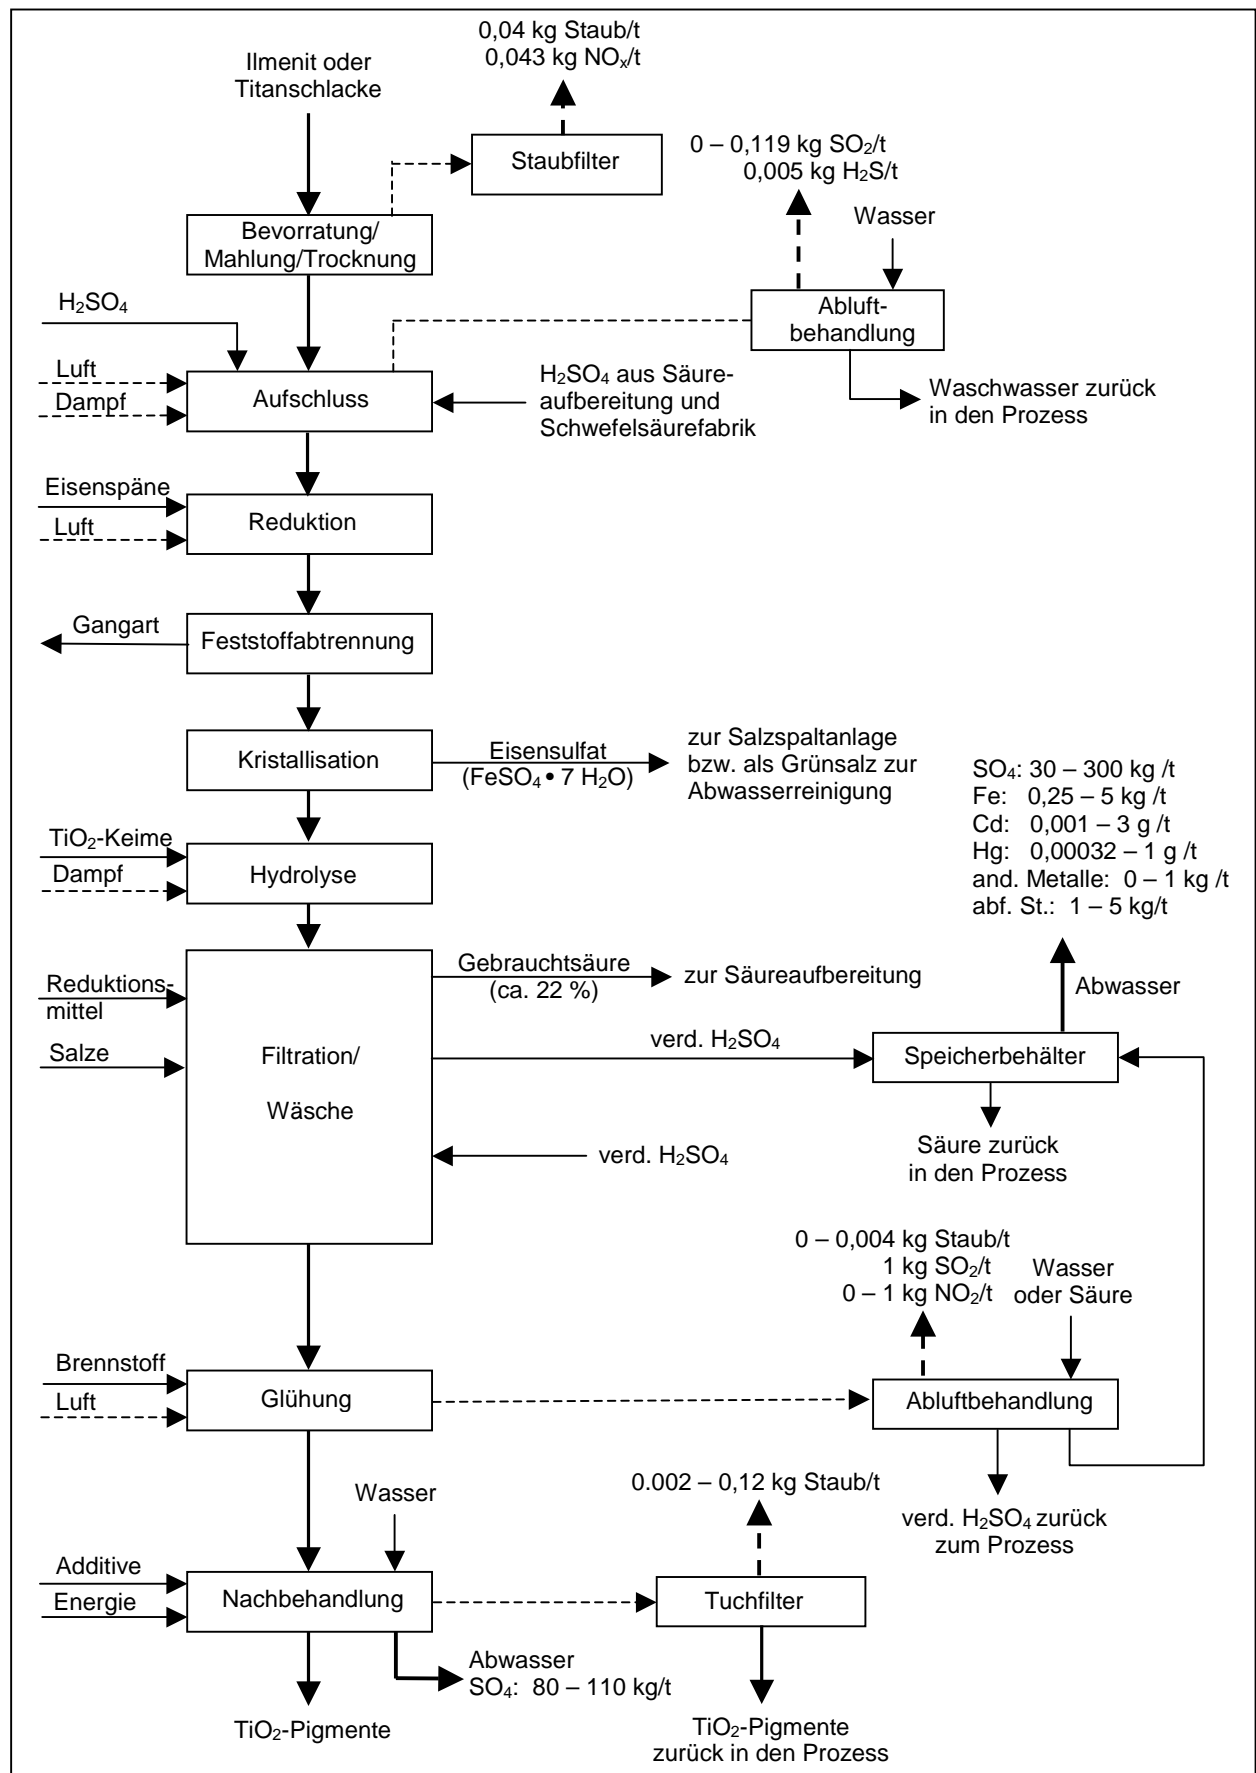 0,04 kg Staub/t
0,043 kg NOₓ/t
Ilmenit oder
Titanschlacke
Staubfilter
0 – 0,119 kg SO₂/t
0,005 kg H₂S/t
Wasser
Bevorratung/
Mahlung/Trocknung
H₂SO₄
Abluft-
behandlung
Luft
Dampf
Aufschluss
H₂SO₄ aus Säure-
aufbereitung und
Schwefelsäurefabrik
Waschwasser zurück
in den Prozess
Eisenspäne
Luft
Reduktion
Gangart
Feststoffabtrennung
Kristallisation
Eisensulfat
(FeSO₄ • 7 H₂O)
zur Salzspaltanlage
bzw. als Grünsalz zur
Abwasserreinigung
SO₄: 30 – 300 kg /t
Fe: 0,25 – 5 kg /t
Cd: 0,001 – 3 g /t
Hg: 0,00032 – 1 g /t
and. Metalle: 0 – 1 kg /t
abf. St.: 1 – 5 kg/t
TiO₂-Keime
Dampf
Hydrolyse
Reduktions-
mittel
Salze
Filtration/
Wäsche
Gebrauchtsäure
(ca. 22 %)
zur Säureaufbereitung
Abwasser
verd. H₂SO₄
Speicherbehälter
Säure zurück
in den Prozess
verd. H₂SO₄
0 – 0,004 kg Staub/t
1 kg SO₂/t
0 – 1 kg NO₂/t
Wasser
oder Säure
Brennstoff
Luft
Glühung
Abluftbehandlung
verd. H₂SO₄ zurück
zum Prozess
Wasser
0.002 – 0,12 kg Staub/t
Additive
Energie
Nachbehandlung
Tuchfilter
Abwasser
SO₄: 80 – 110 kg/t
TiO₂-Pigmente
TiO₂-Pigmente
zurück in den Prozess